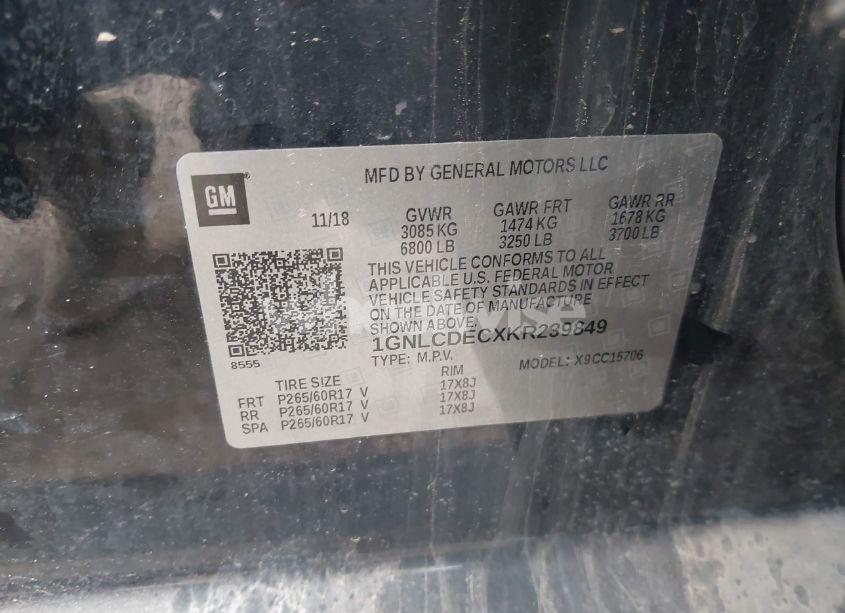 GM
MFD BY GENERAL MOTORS LLC
11/18 GVWR GAWR FRT GAWR RR
3085 KG 1474 KG 1678 KG
6800 LB 3250 LB 3700 LB
THIS VEHICLE CONFORMS TO ALL
APPLICABLE U.S. FEDERAL MOTOR
VEHICLE SAFETY STANDARDS IN EFFECT
ON THE DATE OF MANUFACTURE
SHOWN ABOVE.
1GNLCDECXKR239849
TYPE: M.P.V. MODEL: X9CC15706
8555
TIRE SIZE RIM
FRT P265/60R17 V 17X8J
RR P265/60R17 V 17X8J
SPA P265/60R17 V 17X8J